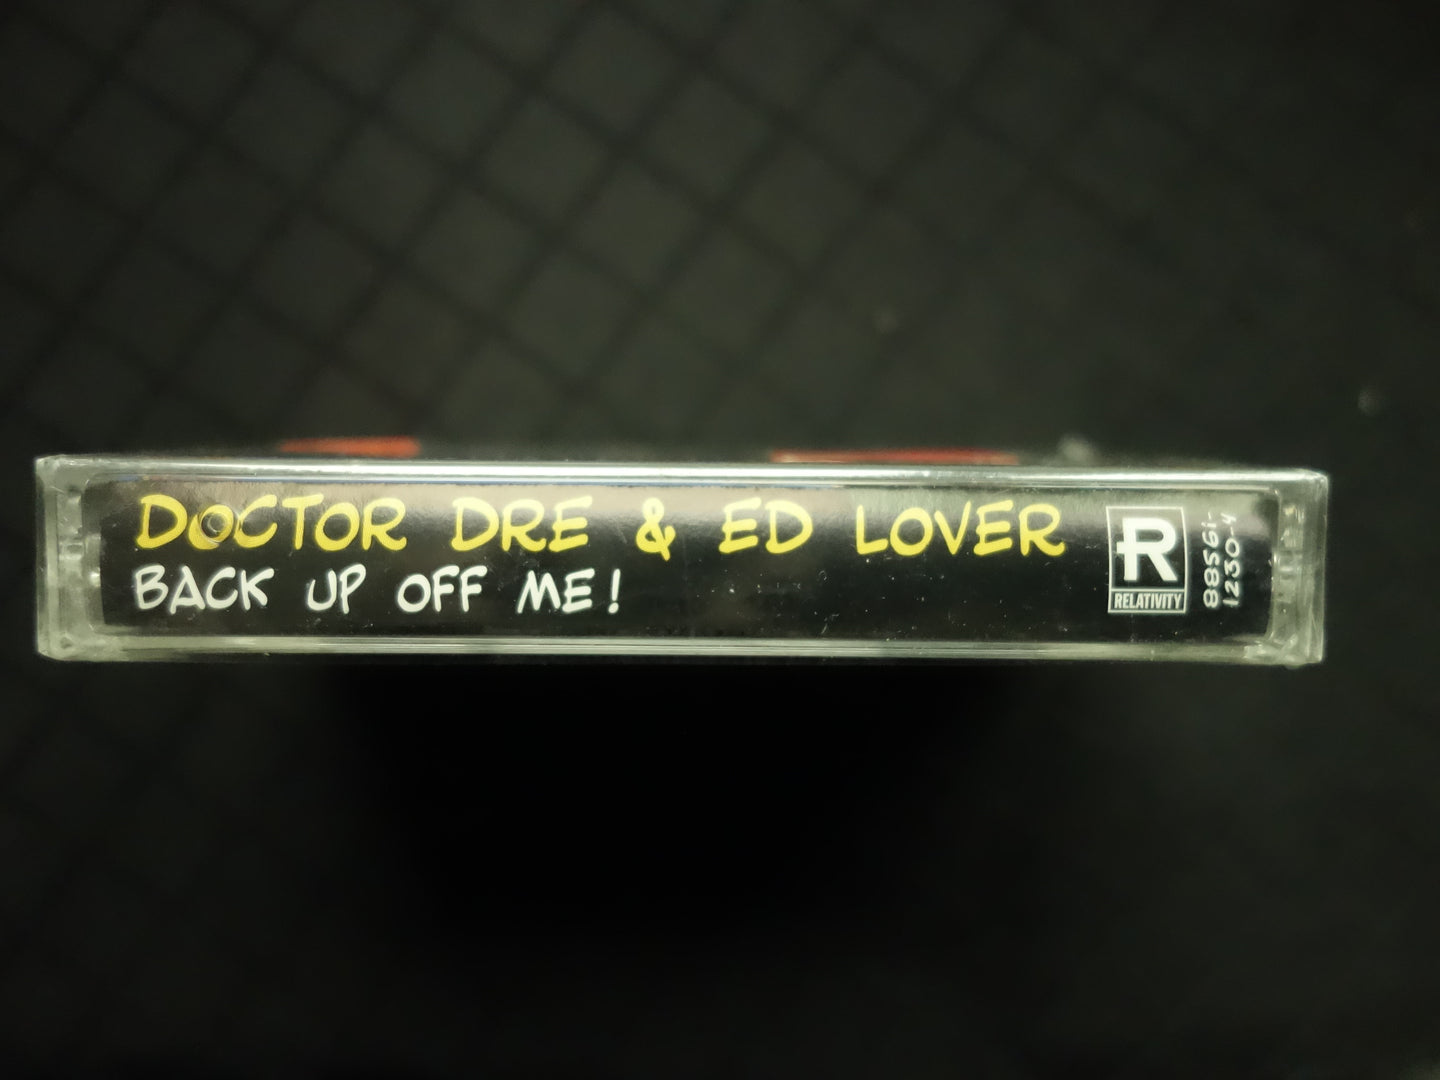 DOCTOR DRE & ED LOVER
BACK UP OFF ME!
R
RELATIVITY
88561-
1230-4